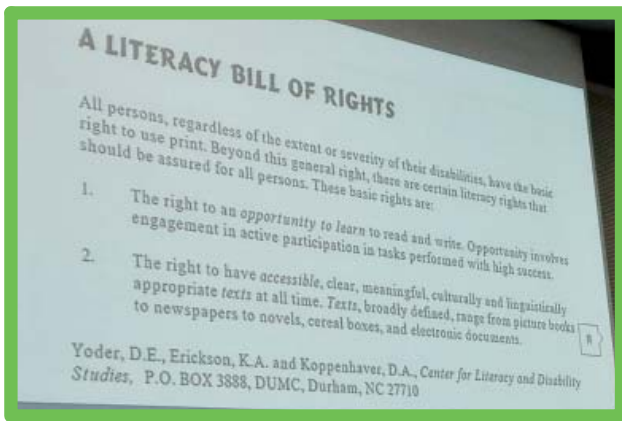 A LITERACY BILL OF RIGHTS
All persons, regardless of the extent or severity of their disabilities, have the basic
right to use print. Beyond this general right, there are certain literacy rights that
should be assured for all persons. These basic rights are:
1. The right to an opportunity to learn to read and write. Opportunity involves
engagement in active participation in tasks performed with high success.
2. The right to have accessible, clear, meaningful, culturally and linguistically
appropriate texts at all time. Texts, broadly defined, range from picture books
to newspapers to novels, cereal boxes, and electronic documents.
Yoder, D.E., Erickson, K.A. and Koppenhaver, D.A., Center for Literacy and Disability
Studies, P.O. BOX 3888, DUMC, Durham, NC 27710